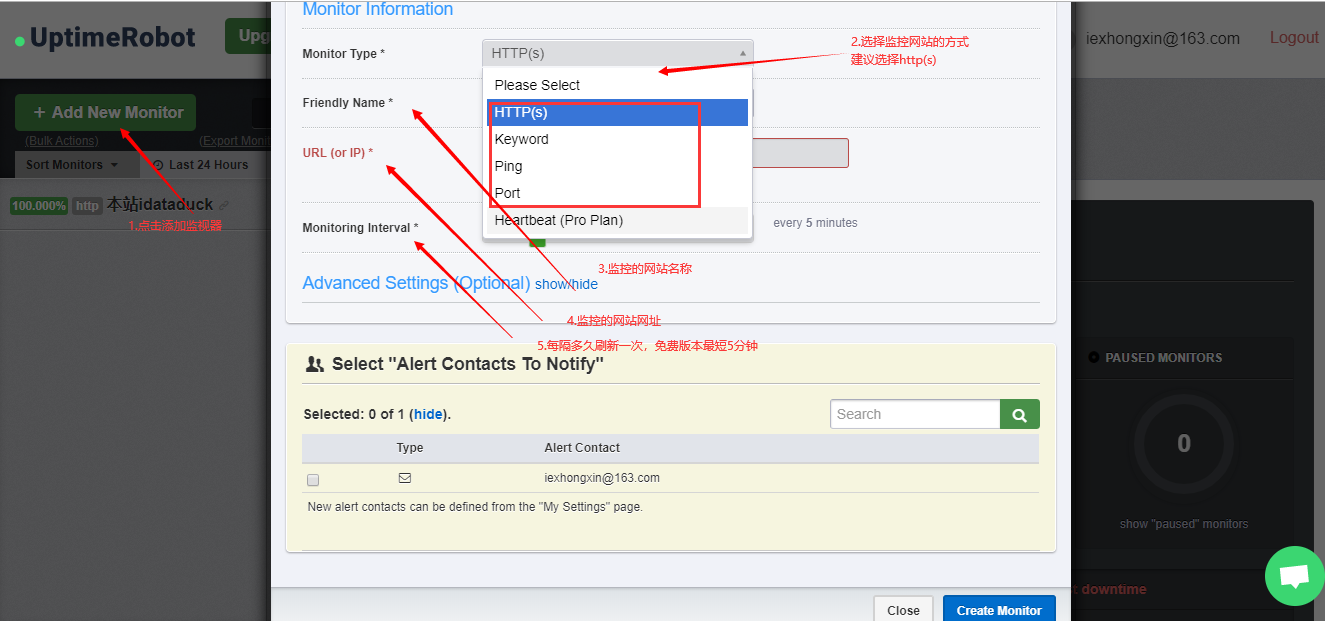 Monitor Information
UptimeRobot
Upg
iexhongxin@163.com
Logout
Monitor Type *
HTTP(s)
2.选择监控网站的方式
建议选择http(s)
Please Select
+ Add New Monitor
Friendly Name *
HTTP(s)
(Bulk Actions)
(Export Moni
Keyword
URL (or IP) *
Sort Monitors
Last 24 Hours
Ping
Port
100.000%
http
本站idataduck
Heartbeat (Pro Plan)
1.点击添加监视器
Monitoring Interval *
every 5 minutes
3.监控的网站名称
Advanced Settings (Optional) show/hide
4.监控的网站网址
5.每隔多久刷新一次，免费版本最短5分钟
Select "Alert Contacts To Notify"
PAUSED MONITORS
Selected: 0 of 1 (hide).
Search
0
Type
Alert Contact
iexhongxin@163.com
New alert contacts can be defined from the "My Settings" page.
show "paused" monitors
t downtime
Close
Create Monitor